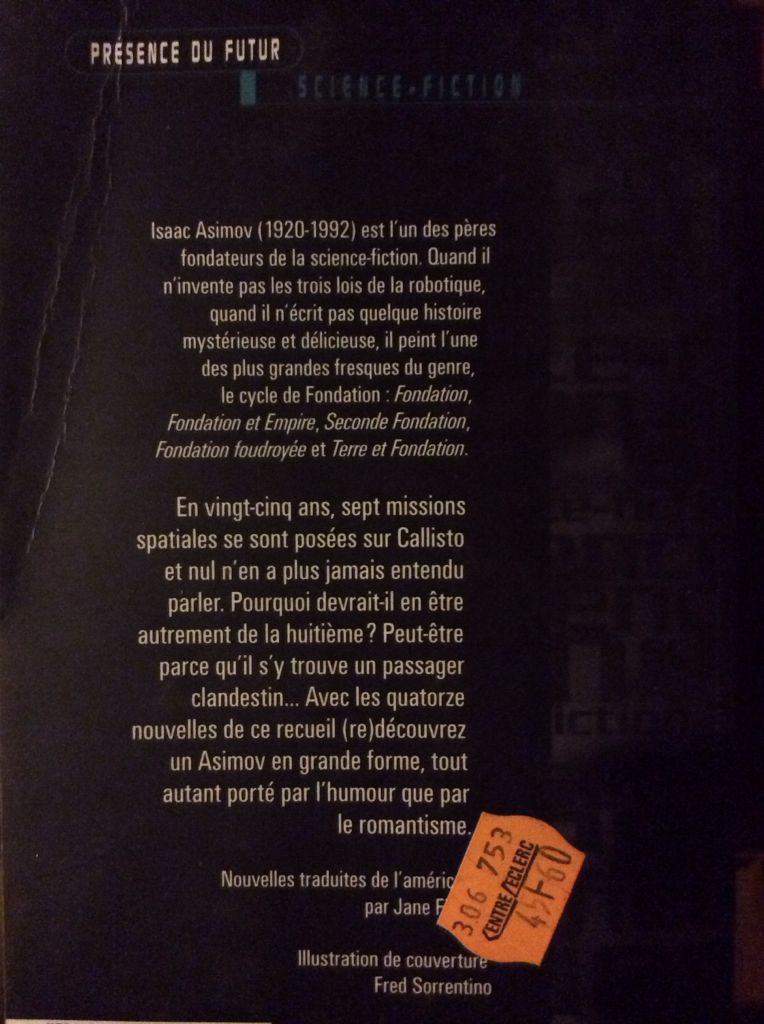 PRÉSENCE DU FUTUR
SCIENCE-FICTION
Isaac Asimov (1920-1992) est l'un des pères
fondateurs de la science-fiction. Quand il
n'invente pas les trois lois de la robotique,
quand il n'écrit pas quelque histoire
mystérieuse et délicieuse, il peint l'une
des plus grandes fresques du genre,
le cycle de Fondation : Fondation,
Fondation et Empire, Seconde Fondation,
Fondation foudroyée et Terre et Fondation.
En vingt-cinq ans, sept missions
spatiales se sont posées sur Callisto
et nul n'en a plus jamais entendu
parler. Pourquoi devrait-il en être
autrement de la huitième ? Peut-être
parce qu'il s'y trouve un passager
clandestin... Avec les quatorze
nouvelles de ce recueil (re)découvrez
un Asimov en grande forme, tout
autant porté par l'humour que par
le romantisme.
Nouvelles traduites de l'améric
par Jane F
306 753
CENTRE/ECLERC
Illustration de couverture
Fred Sorrentino